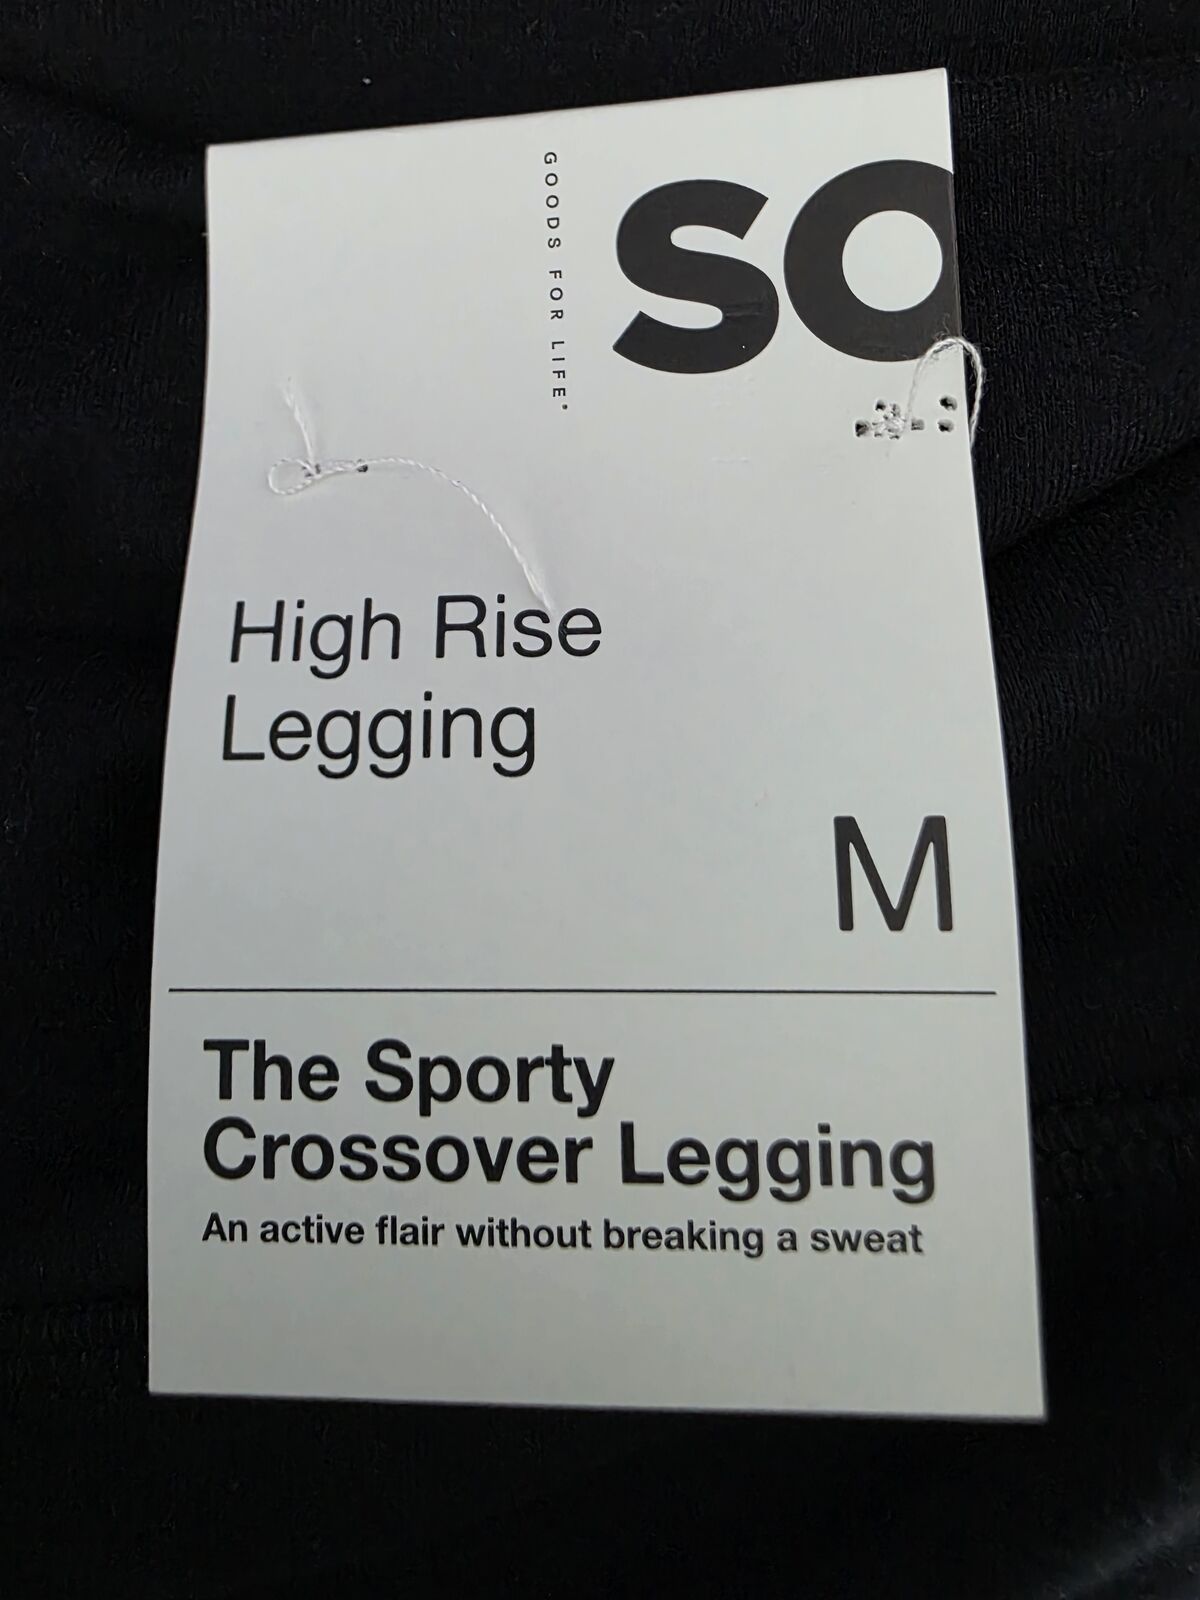 SO
GOODS FOR LIFE®
High Rise
Legging
M
The Sporty
Crossover Legging
An active flair without breaking a sweat